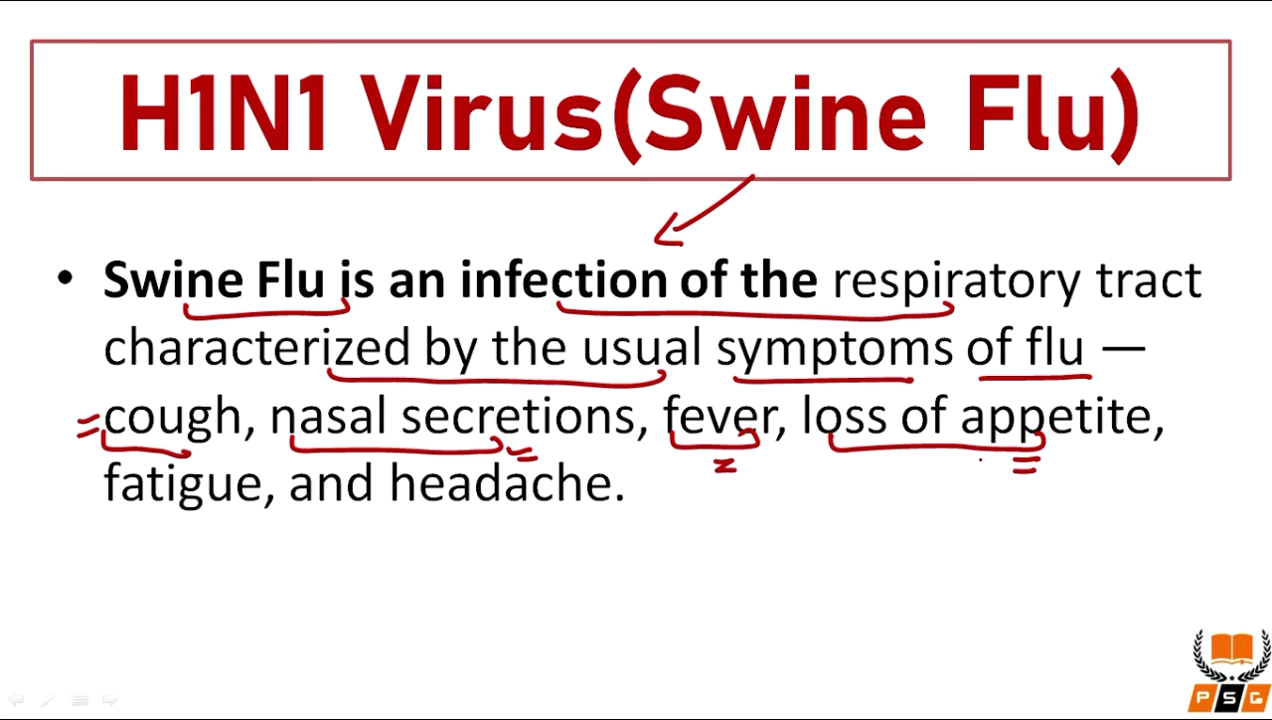 H1N1 Virus(Swine Flu)
• Swine Flu is an infection of the respiratory tract
characterized by the usual symptoms of flu —
cough, nasal secretions, fever, loss of appetite,
fatigue, and headache.
PSG